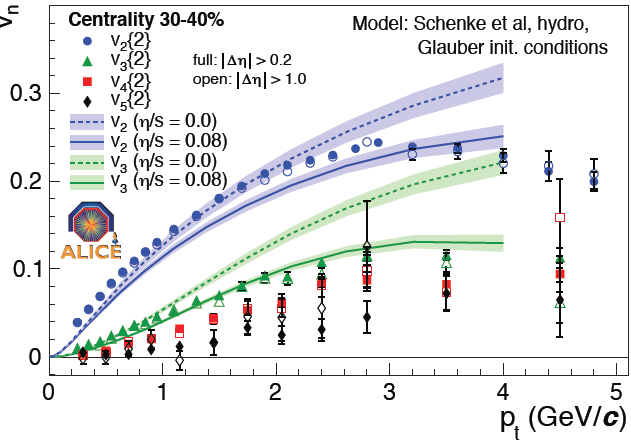 v_n
Centrality 30-40%
v_2{2}
v_3{2}
v_4{2}
v_5{2}
full: |Δη| > 0.2
open: |Δη| > 1.0
v_2 (η/s = 0.0)
v_2 (η/s = 0.08)
v_3 (η/s = 0.0)
v_3 (η/s = 0.08)
Model: Schenke et al, hydro,
Glauber init. conditions
ALICE
0.3
0.2
0.1
0
0 1 2 3 4 5
p_t (GeV/c)